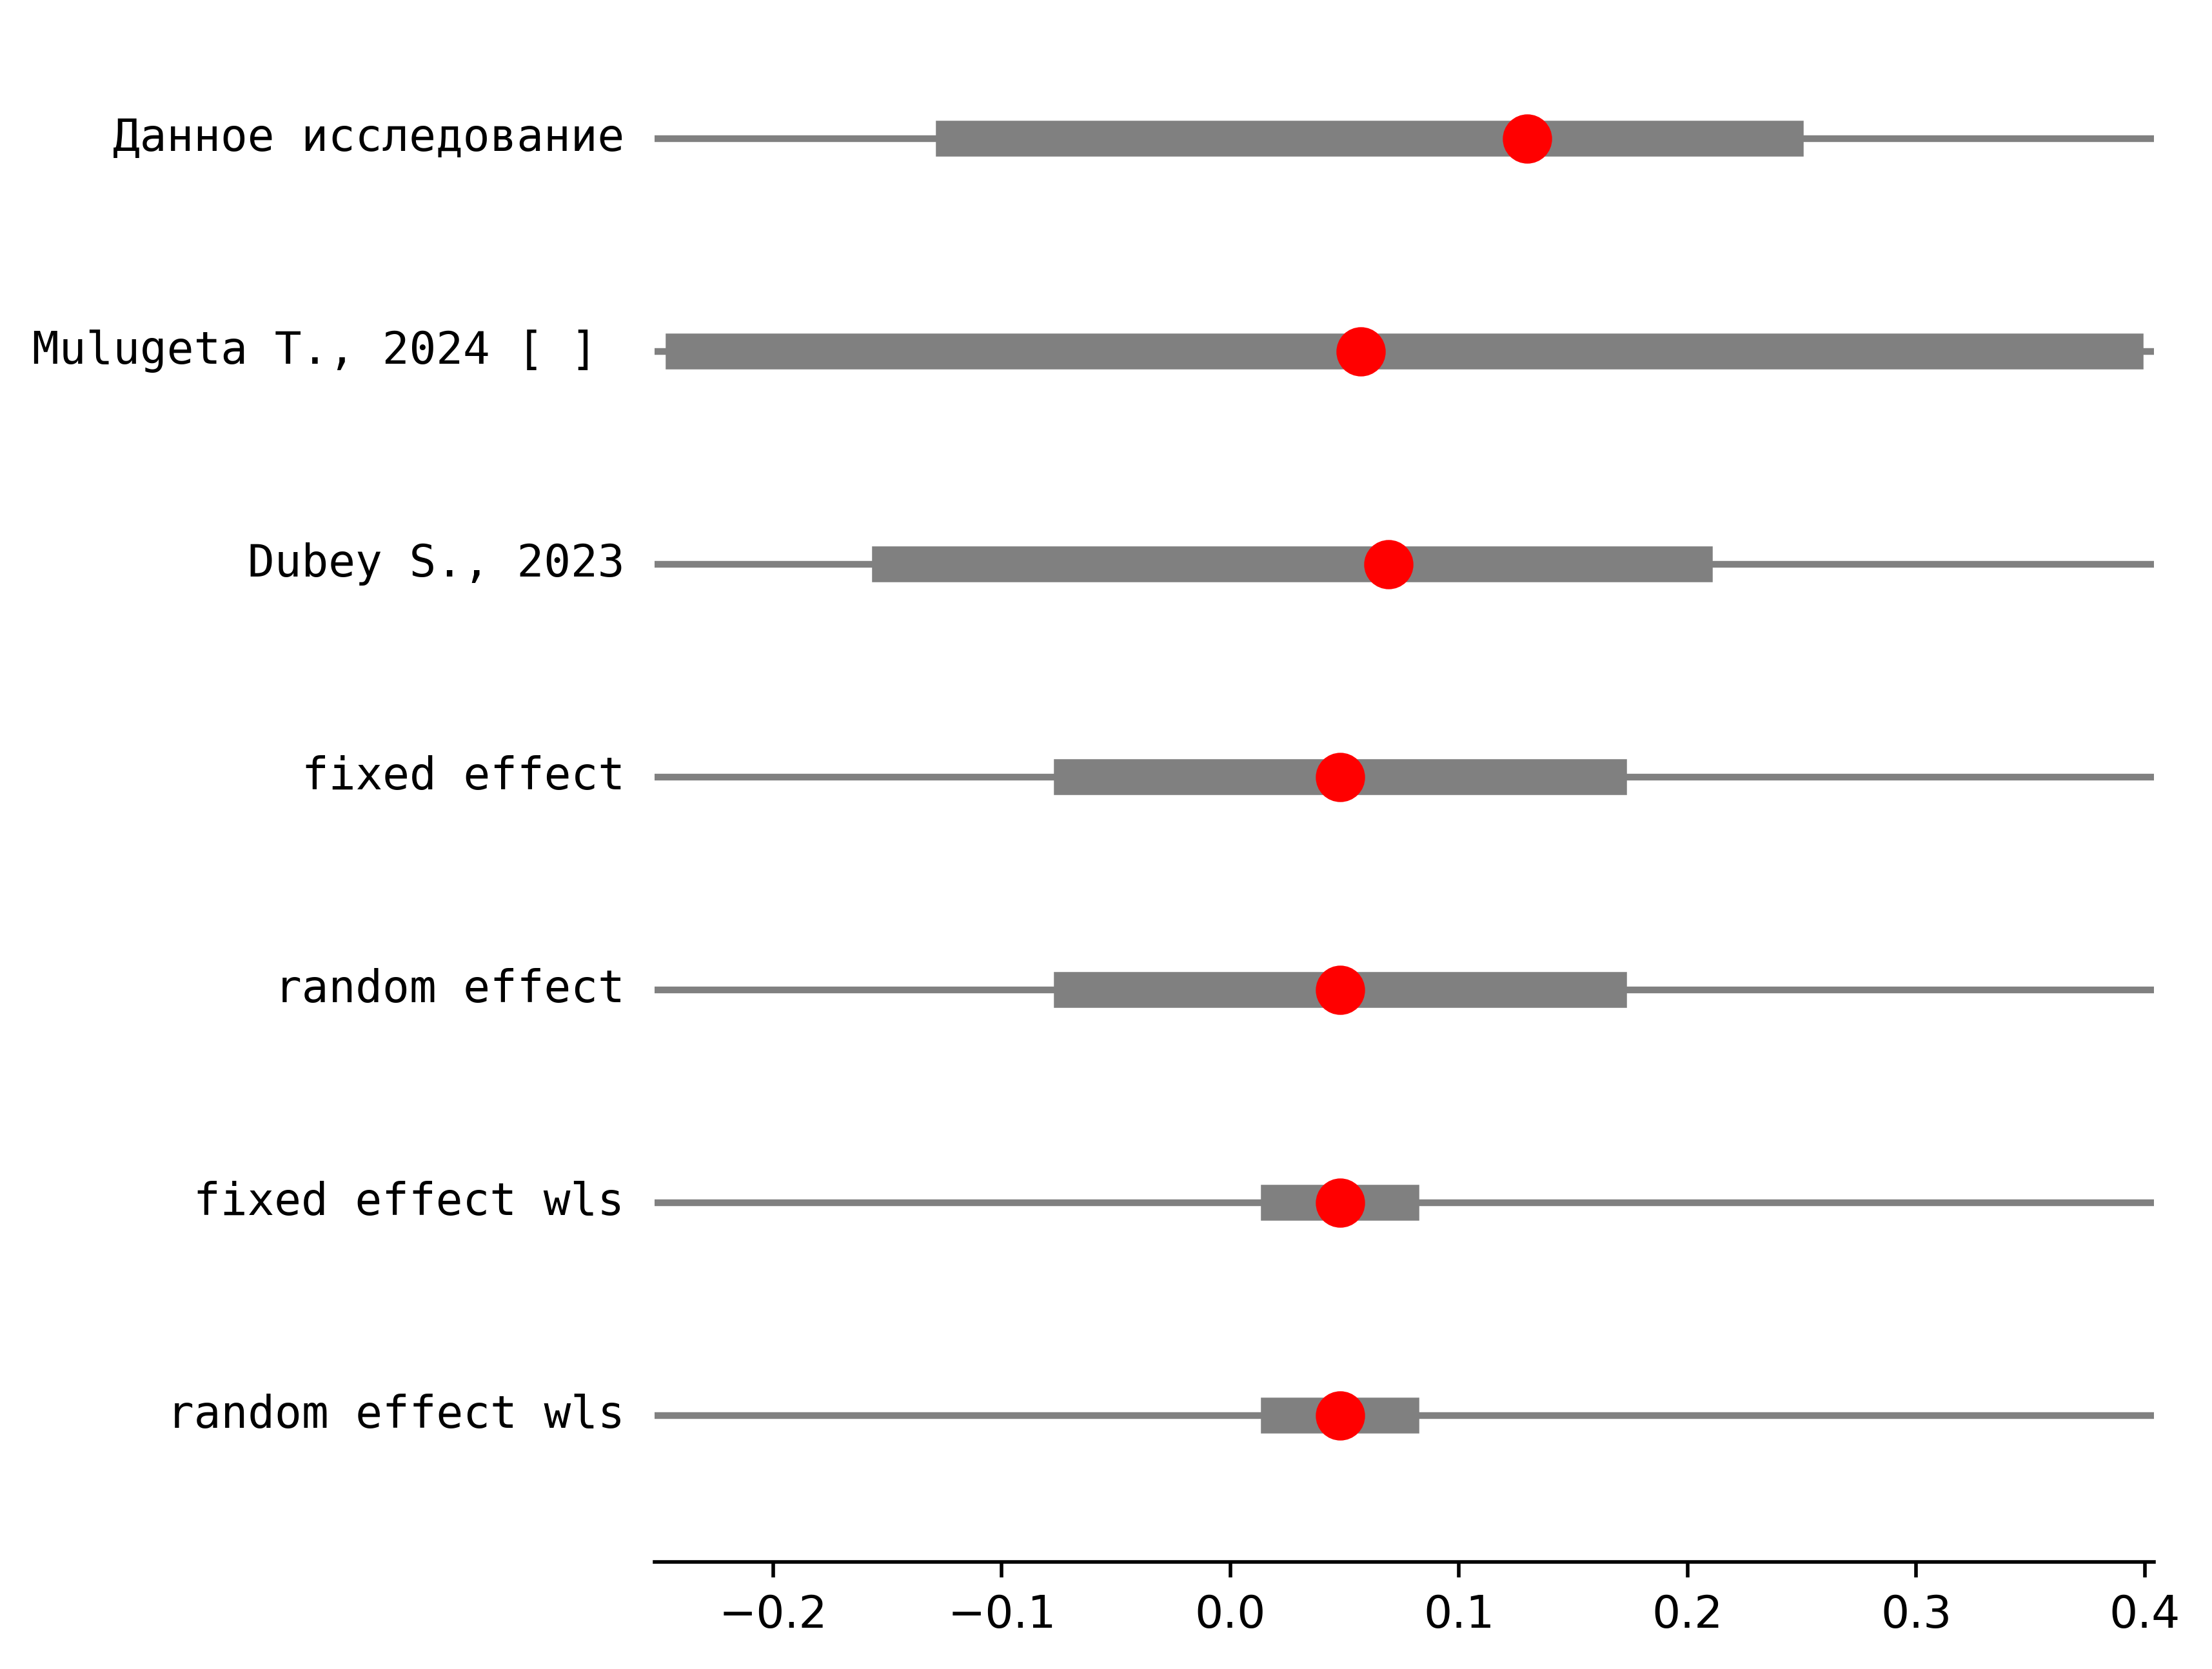 Данное исследование
Mulugeta T., 2024 [ ]
Dubey S., 2023
fixed effect
random effect
fixed effect wls
random effect wls
−0.2 −0.1 0.0 0.1 0.2 0.3 0.4